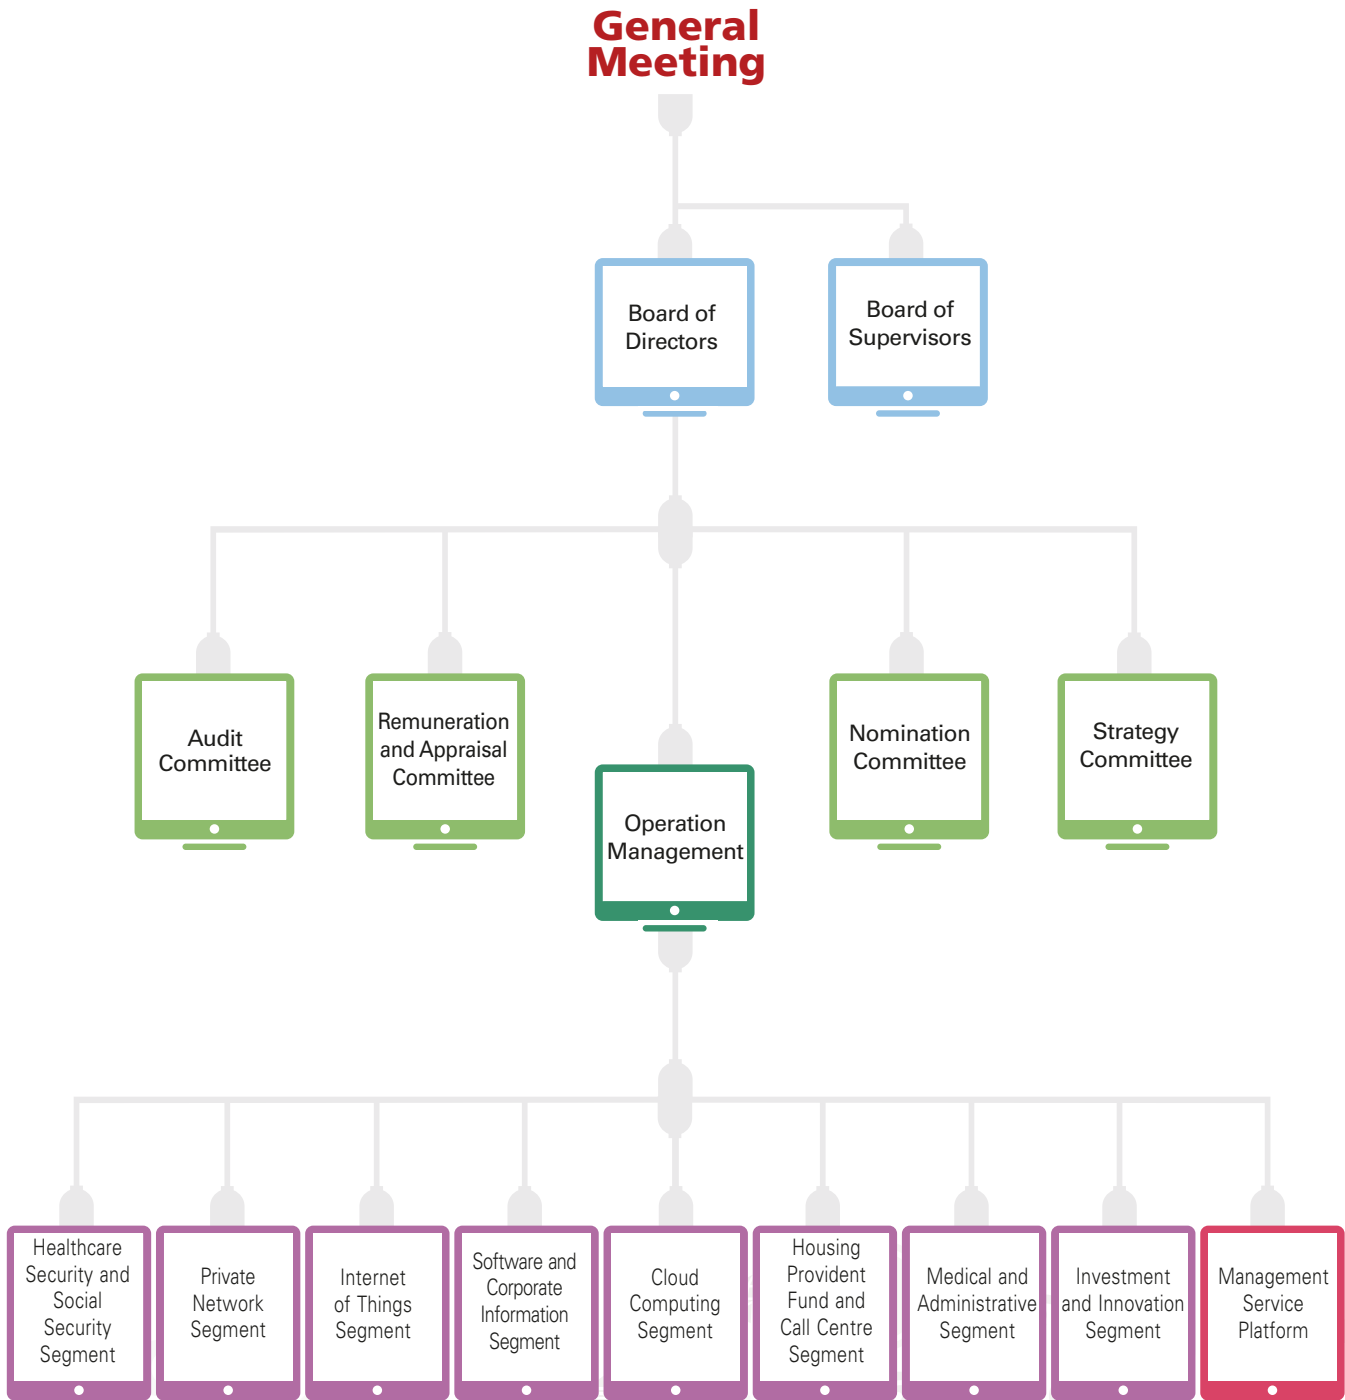 General
Meeting
Board of
Directors
Board of
Supervisors
Audit
Committee
Remuneration
and Appraisal
Committee
Operation
Management
Nomination
Committee
Strategy
Committee
Healthcare
Security and
Social
Security
Segment
Private
Network
Segment
Internet
of Things
Segment
Software and
Corporate
Information
Segment
Cloud
Computing
Segment
Housing
Provident
Fund and
Call Centre
Segment
Medical and
Administrative
Segment
Investment
and Innovation
Segment
Management
Service
Platform